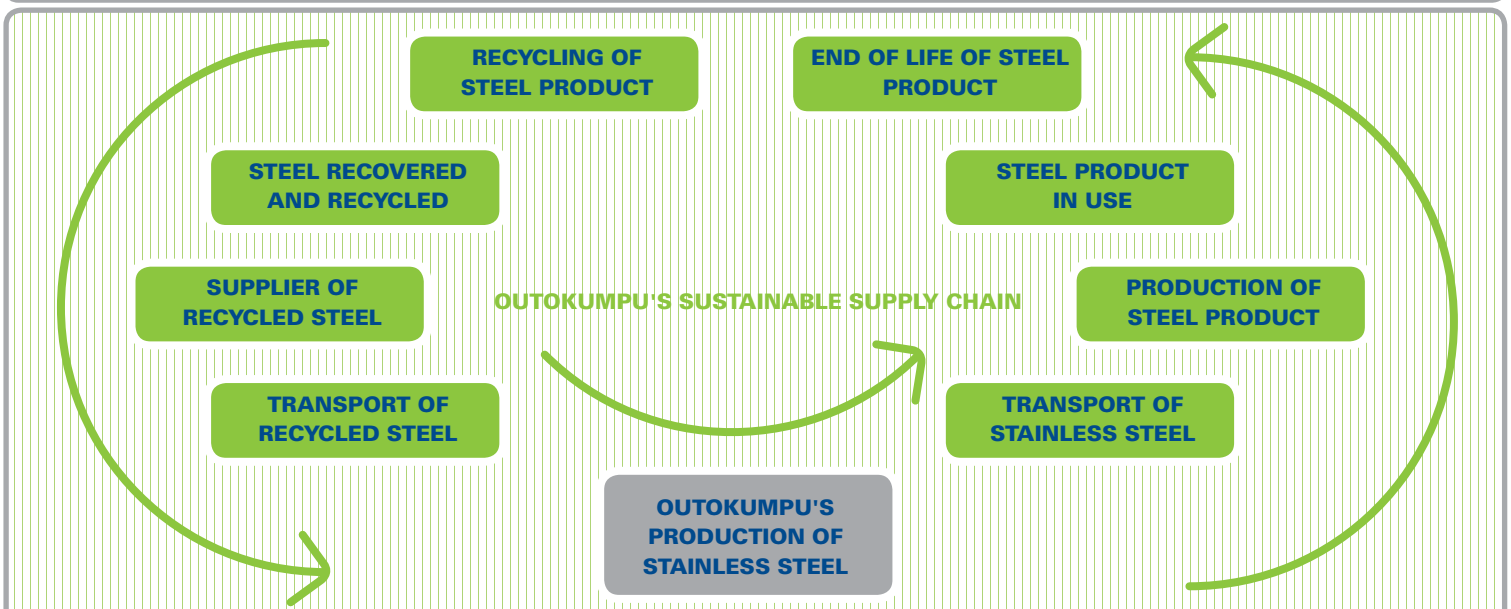 RECYCLING OF
STEEL PRODUCT
END OF LIFE OF STEEL
PRODUCT
STEEL RECOVERED
AND RECYCLED
STEEL PRODUCT
IN USE
SUPPLIER OF
RECYCLED STEEL
OUTOKUMPU'S SUSTAINABLE SUPPLY CHAIN
PRODUCTION OF
STEEL PRODUCT
TRANSPORT OF
RECYCLED STEEL
TRANSPORT OF
STAINLESS STEEL
OUTOKUMPU'S
PRODUCTION OF
STAINLESS STEEL